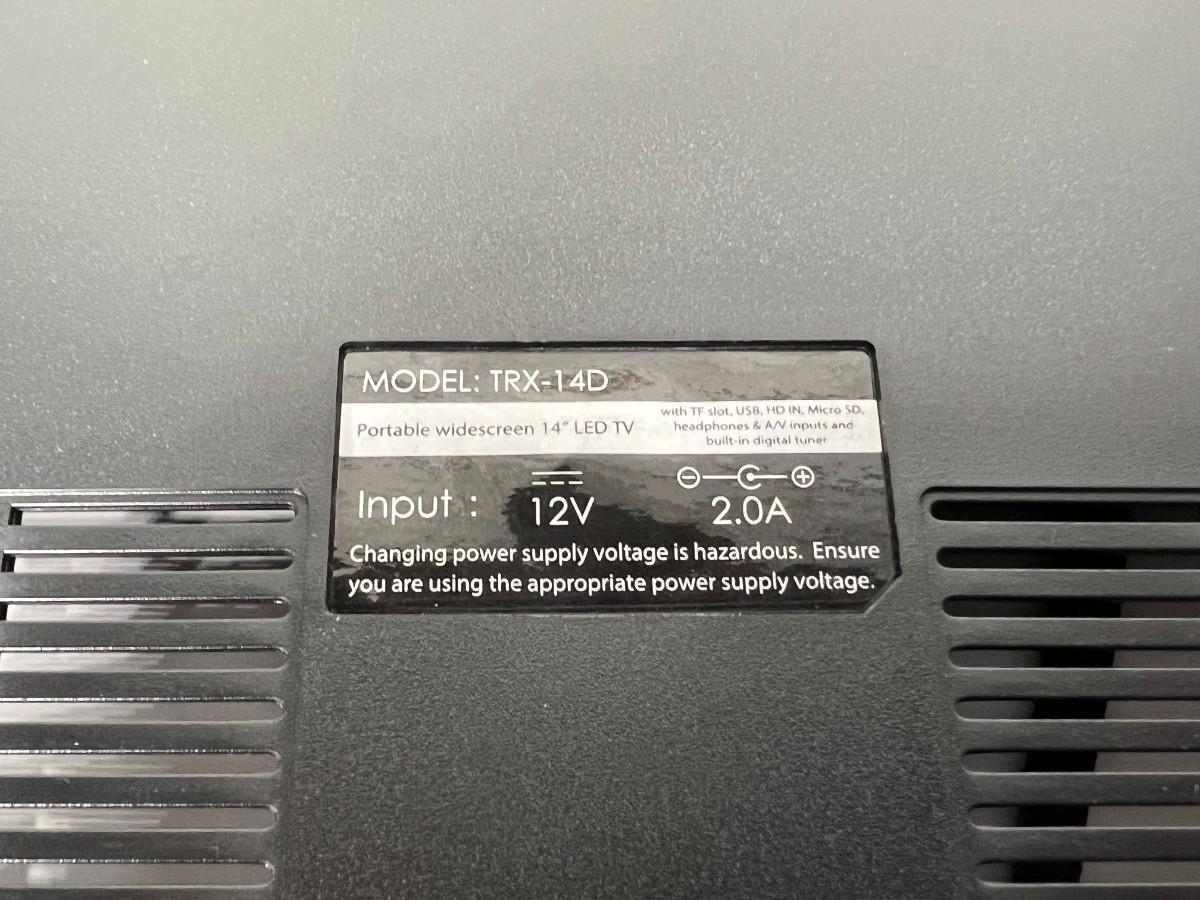 MODEL: TRX-14D
Portable widescreen 14" LED TV
with TF slot, USB, HD IN, Micro SD,
headphones & A/V inputs and
built-in digital tuner
Input : 12V 2.0A
Changing power supply voltage is hazardous. Ensure
you are using the appropriate power supply voltage.